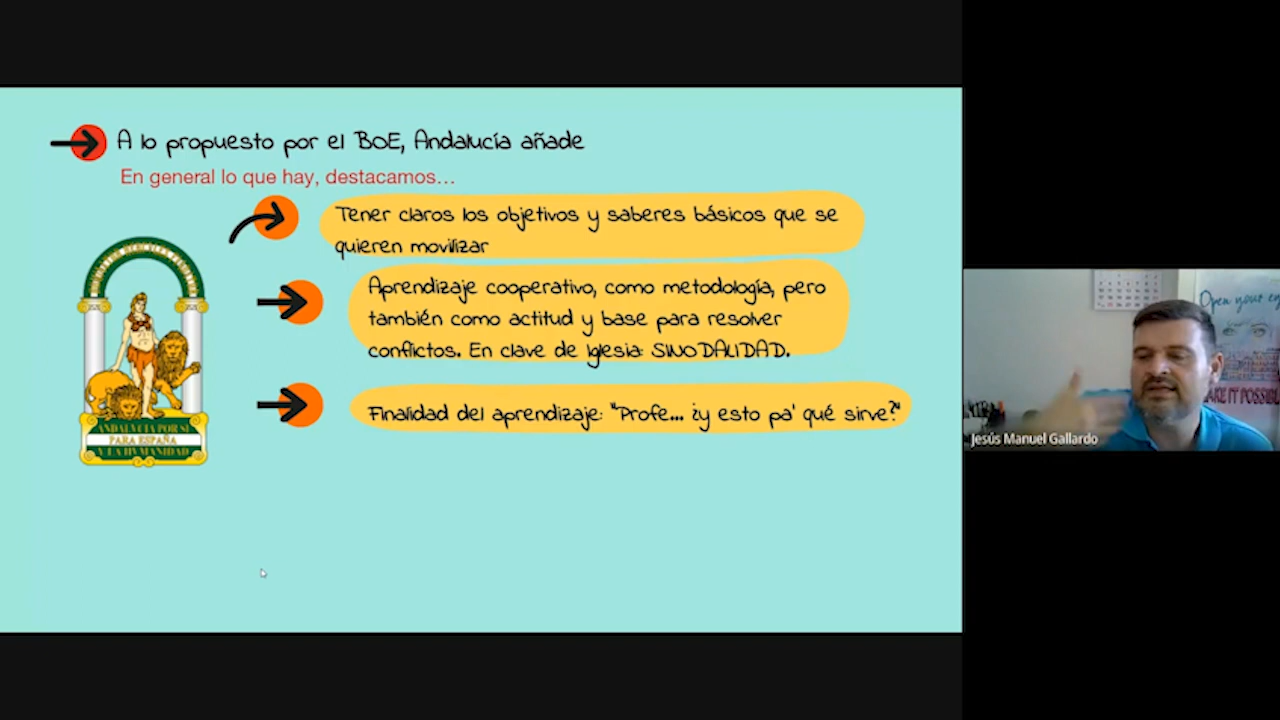 A lo propuesto por el BOE, Andalucía añade
En general lo que hay, destacamos...
Tener claros los objetivos y saberes básicos que se
quieren movilizar
Aprendizaje cooperativo, como metodología, pero
también como actitud y base para resolver
conflictos. En clave de Iglesia: SINODALIDAD.
Finalidad del aprendizaje: "Profe... ¿y esto pa' qué sirve?"
ANDALUCIA POR SI
PARA ESPAÑA
Y LA HUMANIDAD
Open your
Jesús Manuel Gallardo